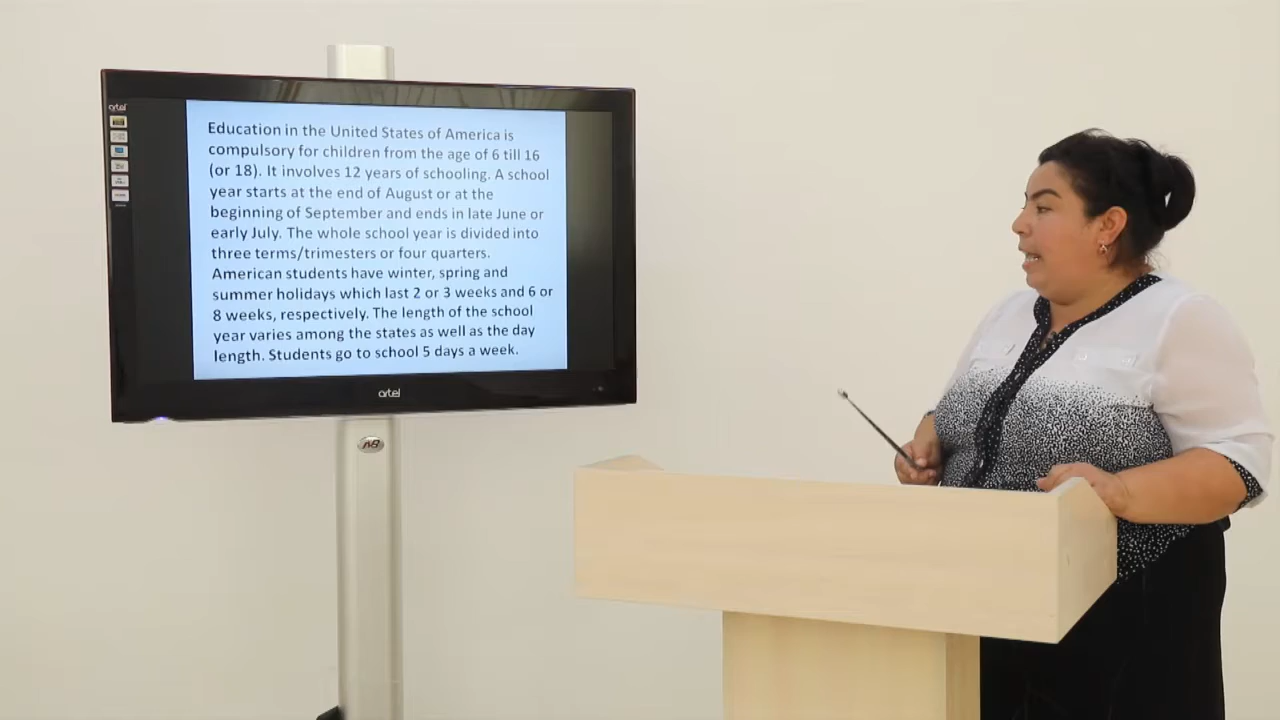 artel
Education in the United States of America is
compulsory for children from the age of 6 till 16
(or 18). It involves 12 years of schooling. A school
year starts at the end of August or at the
beginning of September and ends in late June or
early July. The whole school year is divided into
three terms/trimesters or four quarters.
American students have winter, spring and
summer holidays which last 2 or 3 weeks and 6 or
8 weeks, respectively. The length of the school
year varies among the states as well as the day
length. Students go to school 5 days a week.
artel